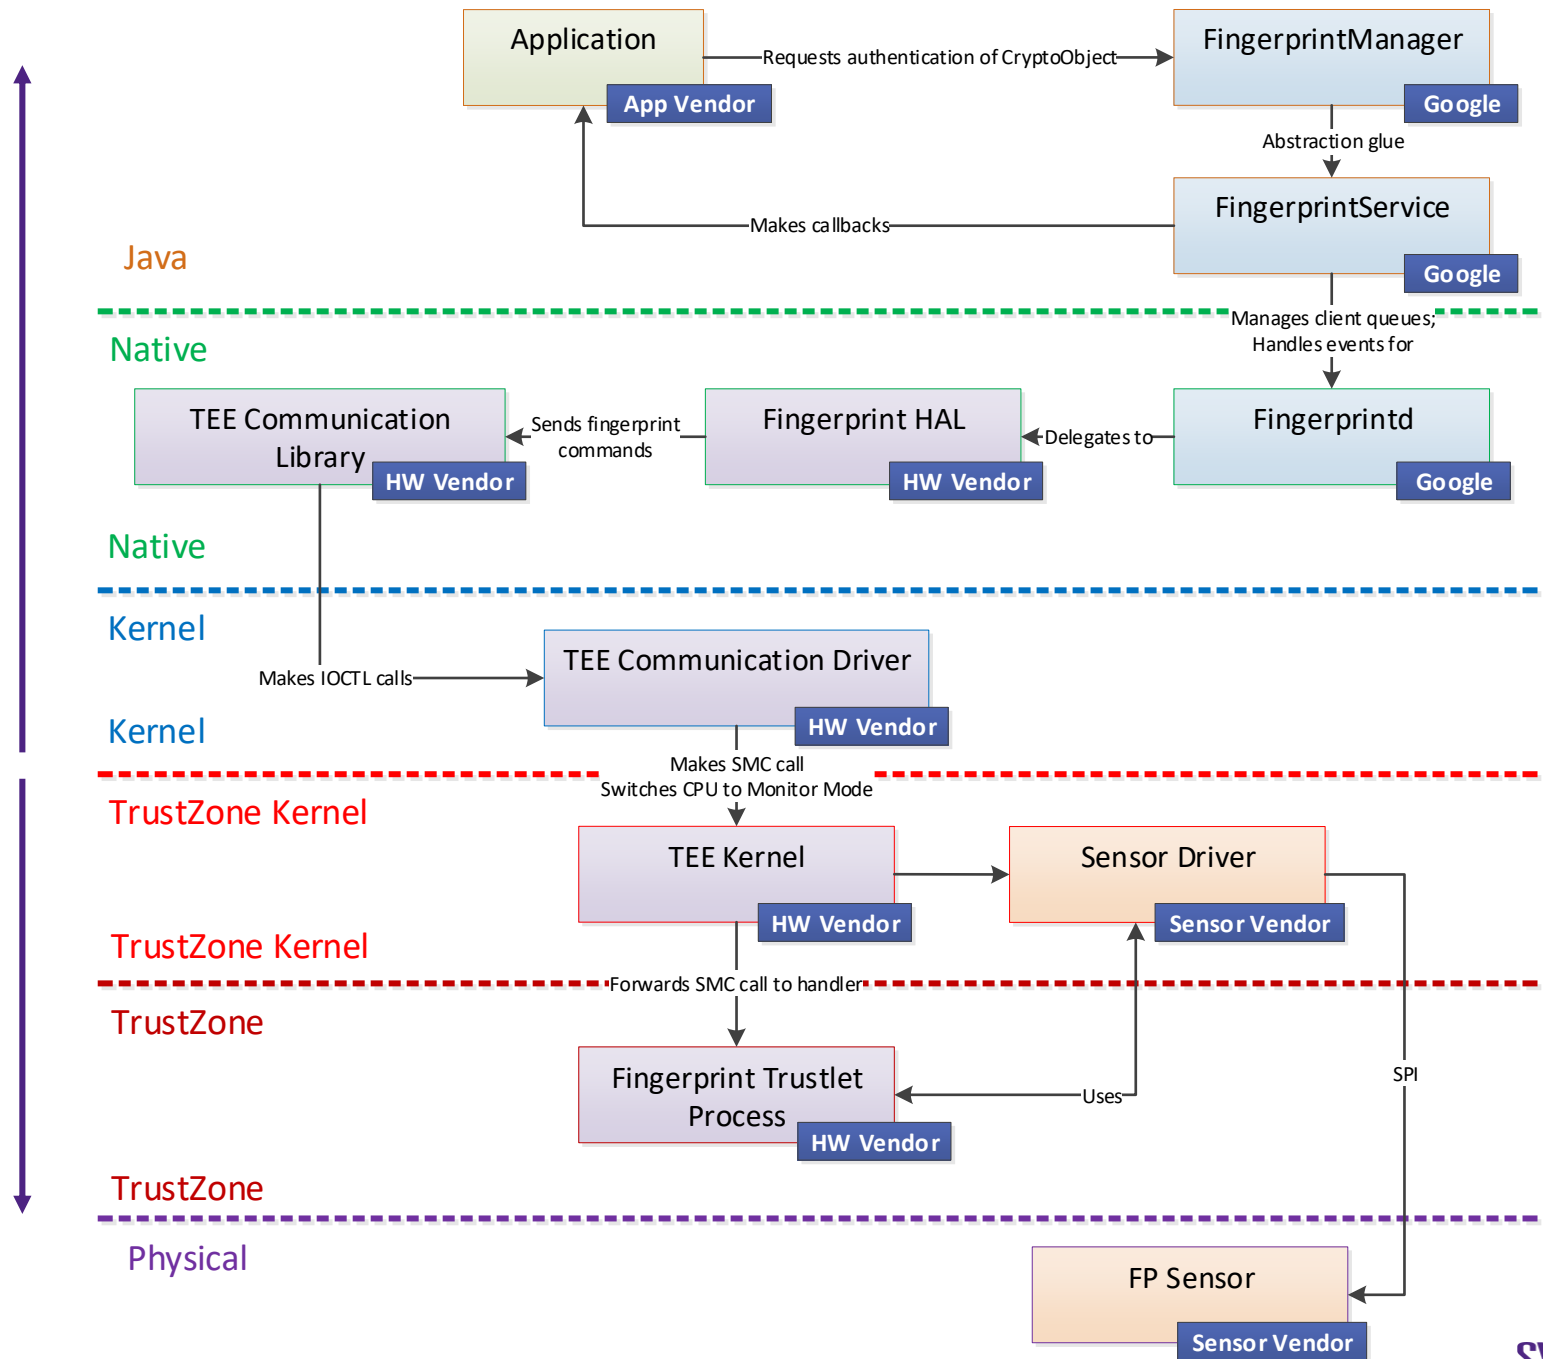 Application
App Vendor
Requests authentication of CryptoObject
FingerprintManager
Google
Abstraction glue
FingerprintService
Google
Makes callbacks
Java
Manages client queues;
Handles events for
Native
TEE Communication
Library
HW Vendor
Sends fingerprint
commands
Fingerprint HAL
HW Vendor
Delegates to
Fingerprintd
Google
Native
Kernel
TEE Communication Driver
HW Vendor
Makes IOCTL calls
Kernel
Makes SMC call
Switches CPU to Monitor Mode
TrustZone Kernel
TEE Kernel
HW Vendor
Sensor Driver
Sensor Vendor
TrustZone Kernel
Forwards SMC call to handler
TrustZone
Fingerprint Trustlet
Process
HW Vendor
Uses
SPI
TrustZone
Physical
FP Sensor
Sensor Vendor